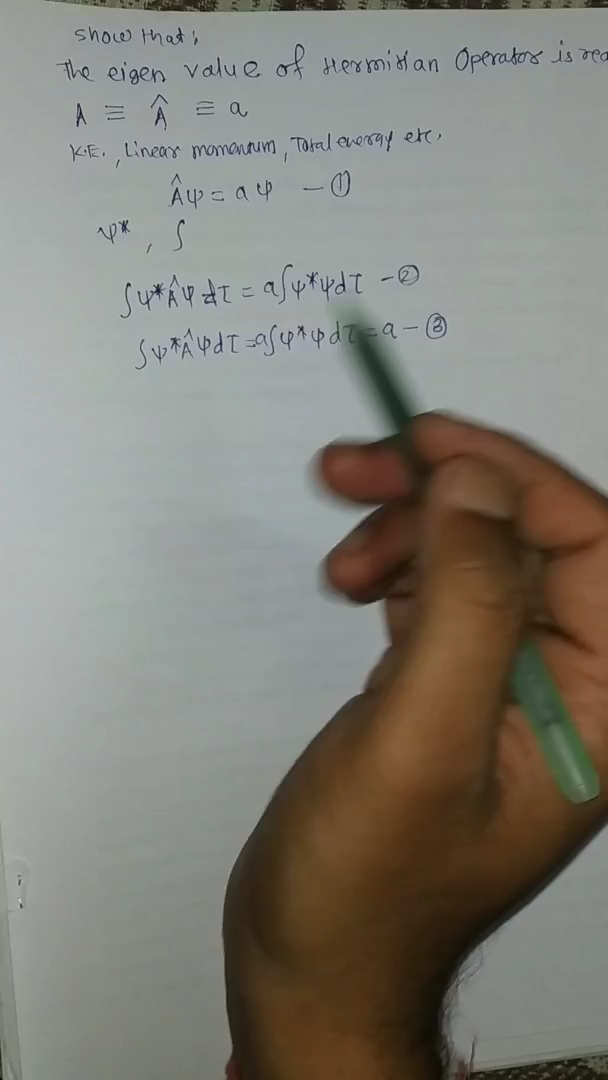 show that;
The eigen value of Hermitian Operator is rea
A ≡ Â ≡ a
K.E., Linear momentum, Total energy etc.
Âψ = aψ — ①
ψ*, ∫
∫ψ*Âψ dτ = a∫ψ*ψdτ — ②
∫ψ*Âψdτ = a∫ψ*ψdτ = a — ③